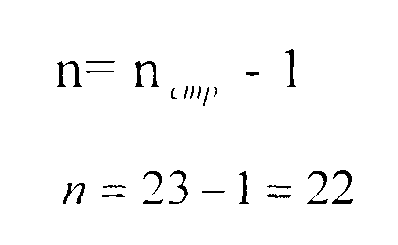 n= n стр - 1
n = 23 – 1 = 22